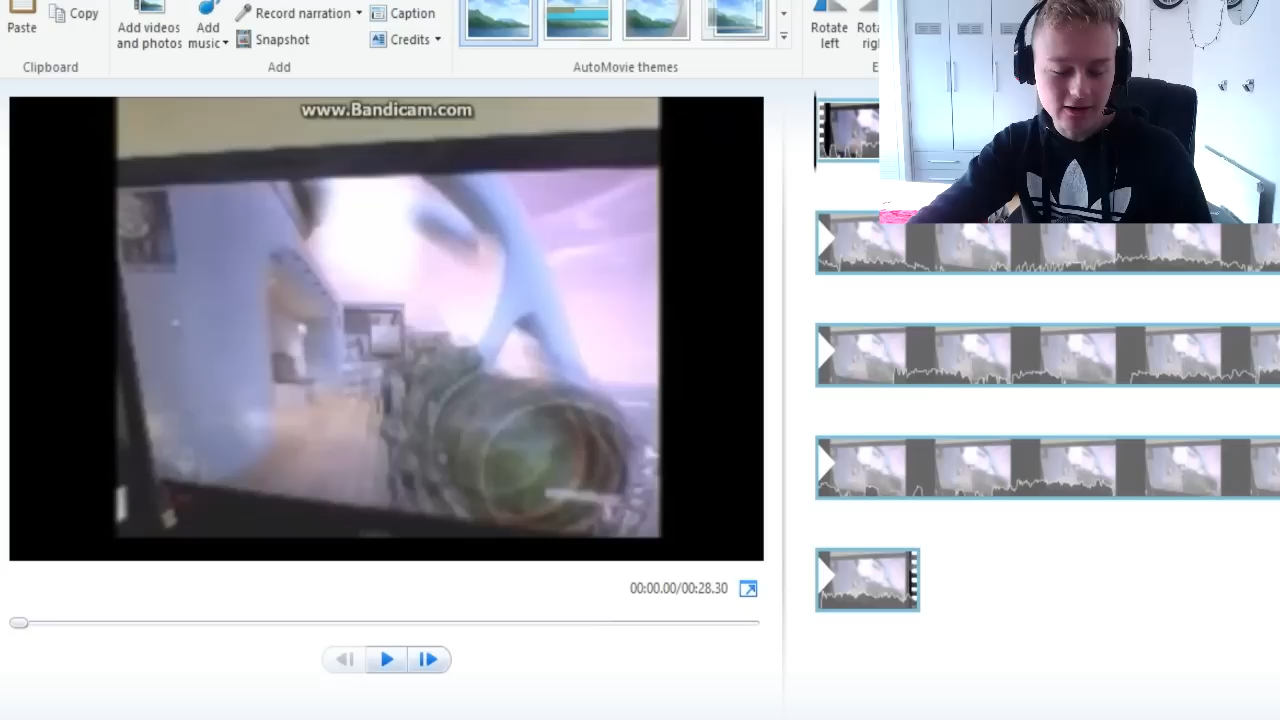 Paste
Copy
Clipboard
Add videos
and photos
Add
music
Record narration
Snapshot
Caption
Credits
Add
AutoMovie themes
Rotate
left
www.Bandicam.com
00:00.00/00:28.30